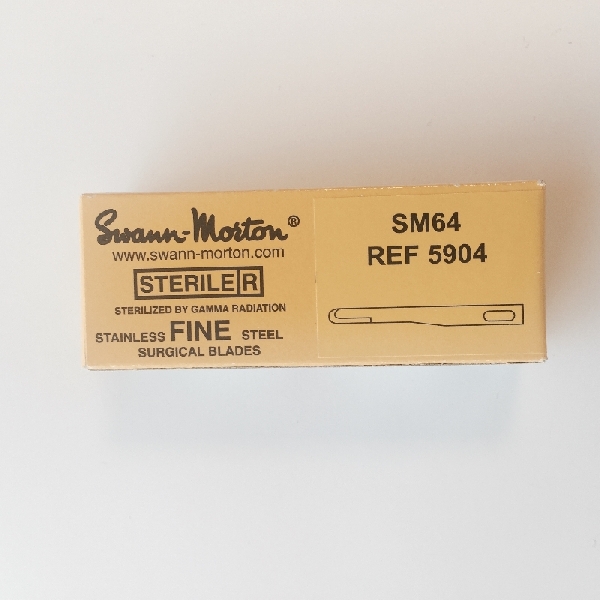 Swann-Morton®
www.swann-morton.com
STERILE R
STERILIZED BY GAMMA RADIATION
STAINLESS FINE STEEL
SURGICAL BLADES
SM64
REF 5904